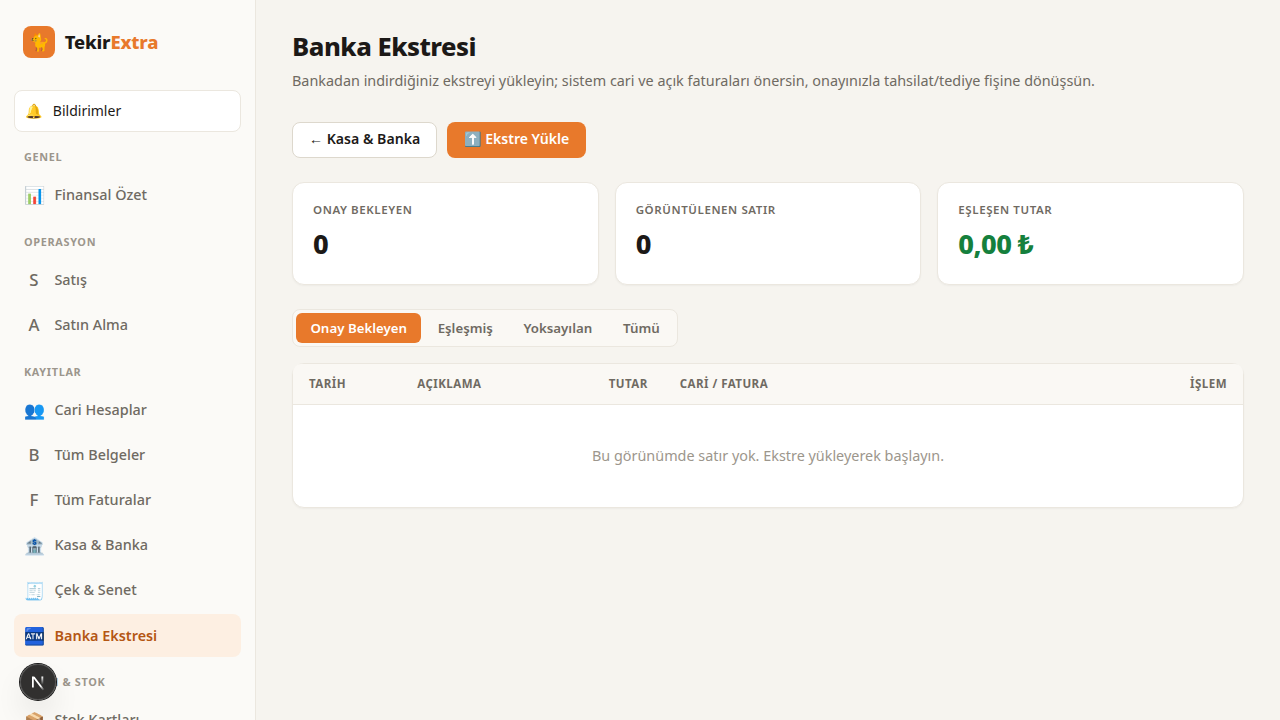 TekirExtra
Bildirimler
GENEL
Finansal Özet
OPERASYON
S Satış
A Satın Alma
KAYITLAR
Cari Hesaplar
B Tüm Belgeler
F Tüm Faturalar
Kasa & Banka
Çek & Senet
ATM Banka Ekstresi
N & STOK
Stok Kartları
Banka Ekstresi
Bankadan indirdiğiniz ekstreyi yükleyin; sistem cari ve açık faturaları önersin, onayınızla tahsilat/tediye fişine dönüşsün.
← Kasa & Banka ⬆ Ekstre Yükle
ONAY BEKLEYEN
0
GÖRÜNTÜLENEN SATIR
0
EŞLEŞEN TUTAR
0,00 ₺
Onay Bekleyen Eşleşmiş Yoksayılan Tümü
TARİH AÇIKLAMA TUTAR CARİ / FATURA İŞLEM
Bu görünümde satır yok. Ekstre yükleyerek başlayın.